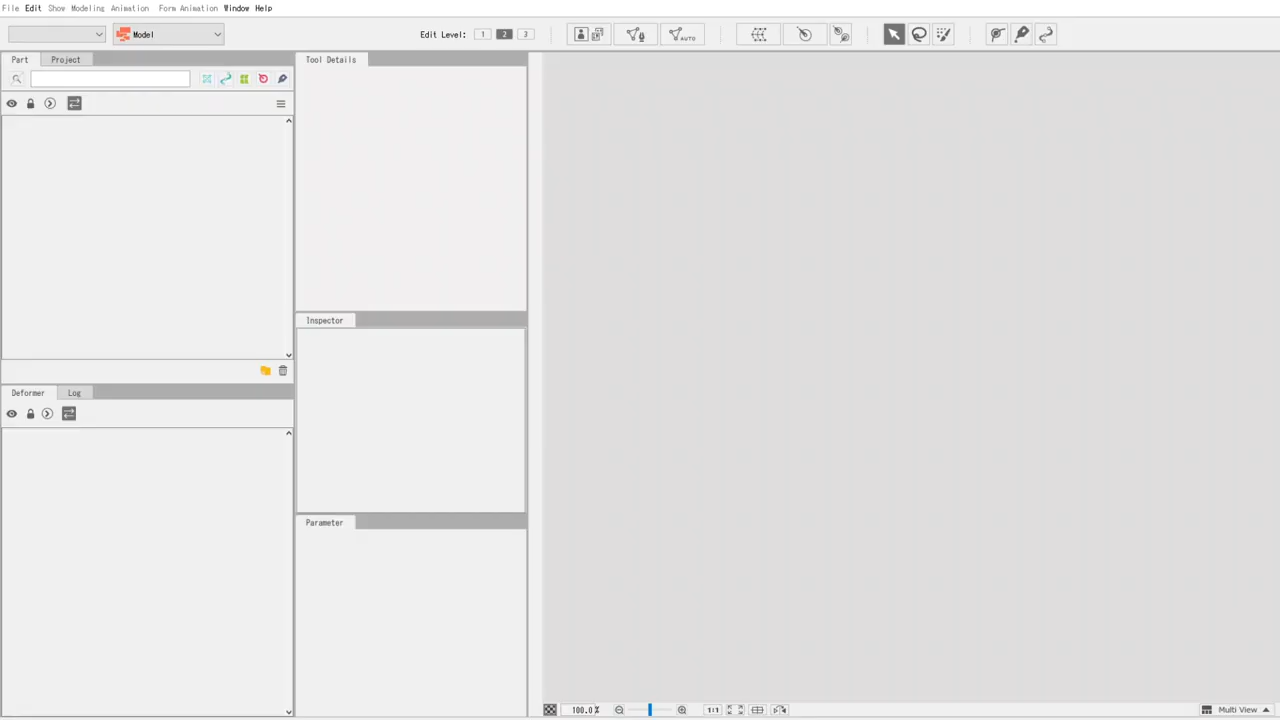 File Edit Show Modeling Animation Form Animation Window Help
Model Edit Level: 1 2 3
AUTO
Part Project
Tool Details
Inspector
Deformer Log
Parameter
100.0% 1:1 Multi View